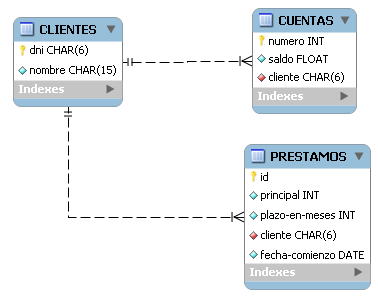 CLIENTES
dni CHAR(6)
nombre CHAR(15)
Indexes
CUENTAS
numero INT
saldo FLOAT
cliente CHAR(6)
Indexes
PRESTAMOS
id
principal INT
plazo-en-meses INT
cliente CHAR(6)
fecha-comienzo DATE
Indexes